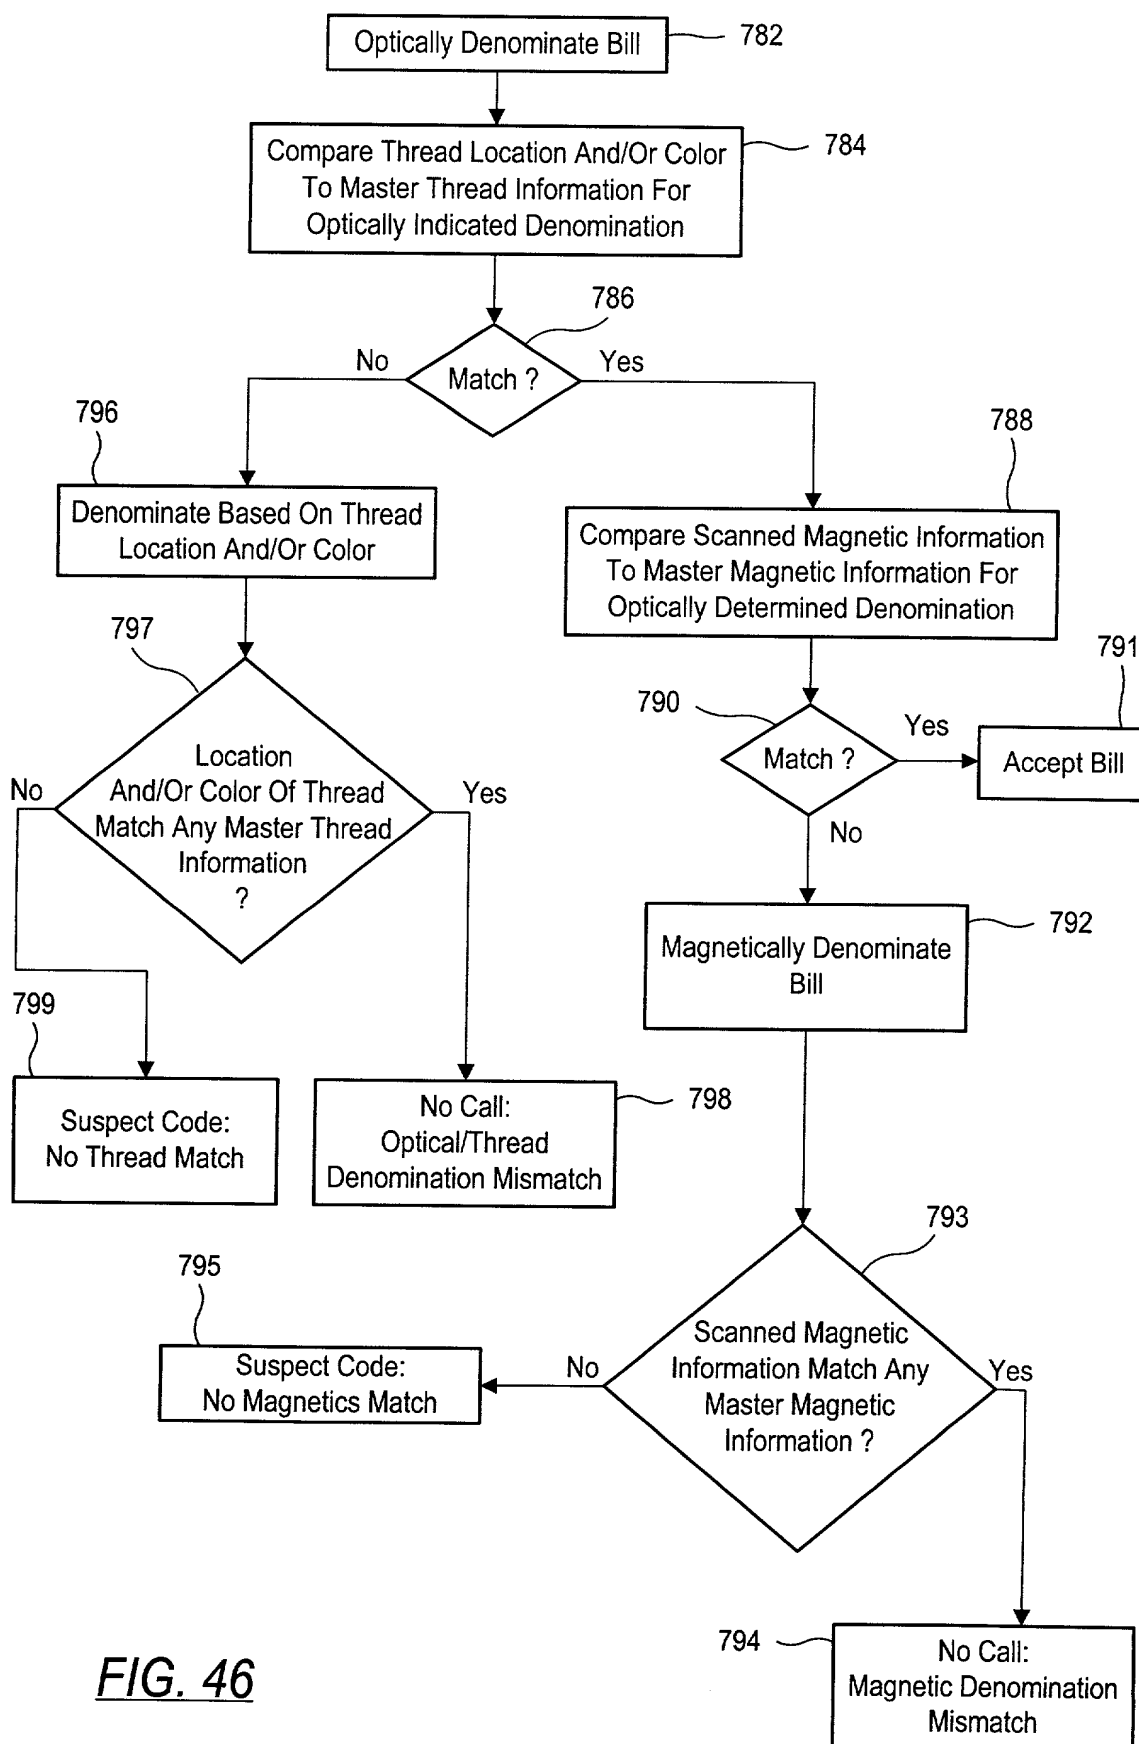 Optically Denominate Bill
782
Compare Thread Location And/Or Color
To Master Thread Information For
Optically Indicated Denomination
784
786
Match ?
No
Yes
796
Denominate Based On Thread
Location And/Or Color
788
Compare Scanned Magnetic Information
To Master Magnetic Information For
Optically Determined Denomination
797
Location
And/Or Color Of Thread
Match Any Master Thread
Information
?
No
Yes
790
Match ?
Yes
No
791
Accept Bill
792
Magnetically Denominate
Bill
799
Suspect Code:
No Thread Match
No Call:
Optical/Thread
Denomination Mismatch
798
793
Scanned Magnetic
Information Match Any
Master Magnetic
Information ?
No
Yes
795
Suspect Code:
No Magnetics Match
794
No Call:
Magnetic Denomination
Mismatch
FIG. 46